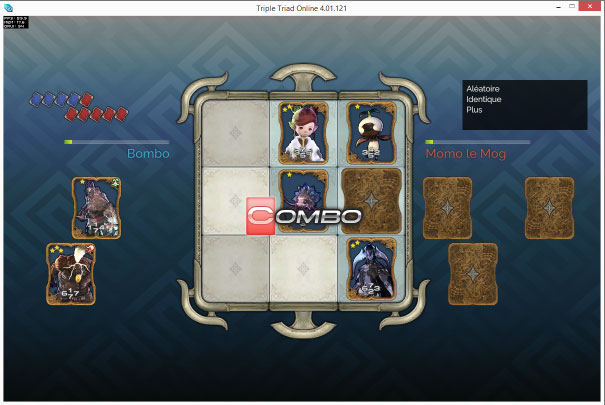 Triple Triad Online 4.01.121
Aléatoire
Identique
Plus
Bombo
Momo le Mog
COMBO